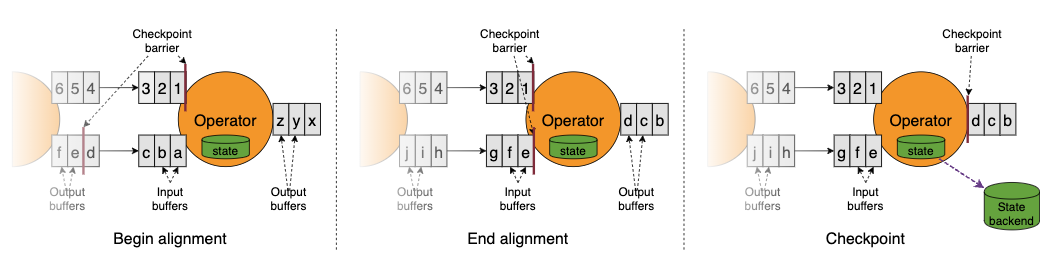 Checkpoint
barrier
6 5 4
3 2 1
Operator
state
z y x
f e d
c b a
Output
buffers
Input
buffers
Output
buffers
Begin alignment
Checkpoint
barrier
6 5 4
3 2 1
Operator
state
d c b
j i h
g f e
Output
buffers
Input
buffers
Output
buffers
End alignment
Checkpoint
barrier
6 5 4
3 2 1
Operator
state
d c b
j i h
g f e
Output
buffers
Input
buffers
State
backend
Checkpoint